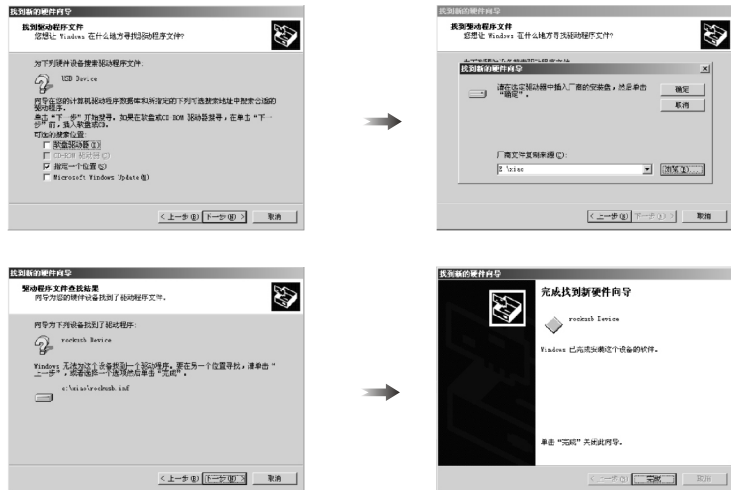 找到新的硬件向导
找到驱动程序文件
您想让 Windows 在什么地方寻找驱动程序文件?
为下列硬件设备搜索驱动程序文件:
USB Device
向导在您的计算机驱动程序数据库和所指定的下列可选搜索地址中搜索合适的
驱动程序。
单击“下一步”开始搜寻。如果在软盘或CD ROM 驱动器搜寻,在单击“下一
步”前,插入软盘或CD。
可选的搜索位置:
软盘驱动器(D)
CD-ROM 驱动器(C)
指定一个位置(S)
Microsoft Windows Update(M)
<上一步(B) 下一步(N)> 取消
找到新的硬件向导
找到驱动程序文件
您想让 Windows 在什么地方寻找驱动程序文件?
找到新的硬件向导
请在选定驱动器中插入厂商的安装盘,然后单击
“确定”。
确定
取消
厂商文件复制来源(C):
浏览(B)...
<上一步(B) 下一步(N)> 取消
找到新的硬件向导
驱动程序文件查找结果
向导为您的硬件设备找到了驱动程序文件。
向导为下列设备找到了驱动程序:
rockusb Device
Windows 无法为这个设备找到一个驱动程序。要在另一个位置寻找,请单击“
上一步”,或者选择一个选项然后单击“完成”。
<上一步(B) 下一步(N)> 取消
找到新的硬件向导
完成找到新硬件向导
rockusb Device
Windows 已完成安装这个设备的软件。
单击“完成”关闭此向导。
<上一步(B) 完成 取消